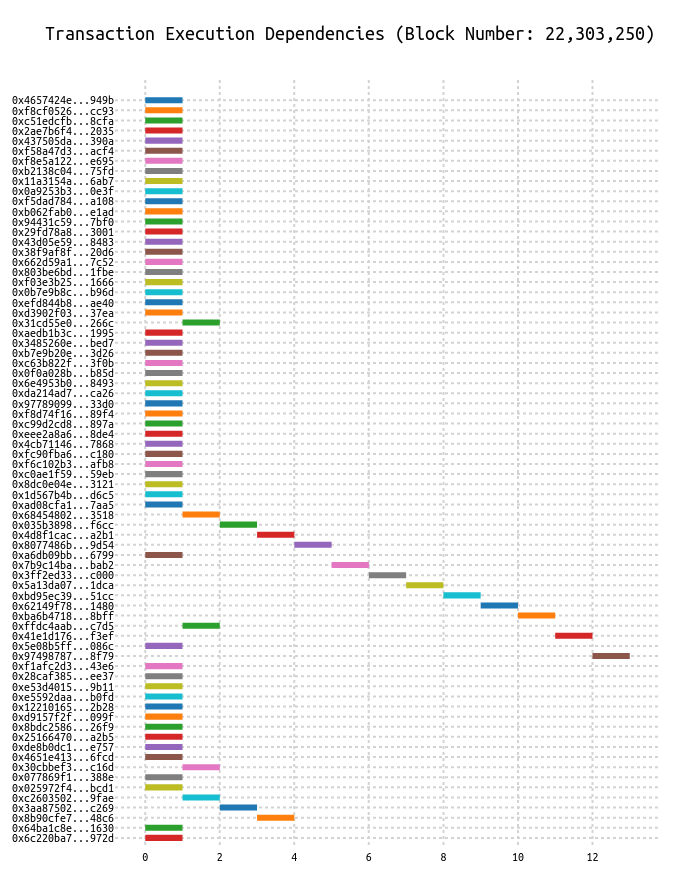 Transaction Execution Dependencies (Block Number: 22,303,250)
0x4657424e...949b
0xf8cf0526...cc93
0xc51edcfb...8cfa
0x2ae7b6f4...2035
0x437505da...390a
0xf58a47d3...acf4
0xf8e5a122...e695
0xb2138c04...75fd
0x11a3154a...6ab7
0x0a9253b3...0e3f
0xf5dad784...a108
0xb062fab0...e1ad
0x94431c59...7bf0
0x29fd78a8...3001
0x43d05e59...8483
0x38f9af8f...20d6
0x662d59a1...7c52
0x803be6bd...1fbe
0xf03e3b25...1666
0x0b7e9b8c...b96d
0xefd844b8...ae40
0xd3902f03...37ea
0x31cd55e0...266c
0xaedb1b3c...1995
0x3485260e...bed7
0xb7e9b20e...3d26
0xc63b822f...3f0b
0x0f0a028b...b85d
0x6e4953b0...8493
0xda214ad7...ca26
0x97789099...33d0
0xf8d74f16...89f4
0xc99d2cd8...897a
0xeee2a8a6...8de4
0x4cb71146...7868
0xfc90fba6...c180
0xf6c102b3...afb8
0xc0ae1f59...59eb
0x8dc0e04e...3121
0x1d567b4b...d6c5
0xad08cfa1...7aa5
0x68454802...3518
0x035b3898...f6cc
0x4d8f1cac...a2b1
0x8077486b...9d54
0xa6db09bb...6799
0x7b9c14ba...bab2
0x3ff2ed33...c000
0x5a13da07...1dca
0xbd95ec39...51cc
0x62149f78...1480
0xba6b4718...8bff
0xffdc4aab...c7d5
0x41e1d176...f3ef
0x5e08b5ff...086c
0x97498787...8f79
0xf1afc2d3...43e6
0x28caf385...ee37
0xe53d4015...9b11
0xe5592daa...b0fd
0x12210165...2b28
0xd9157f2f...099f
0x8bdc2586...26f9
0x25166470...a2b5
0xde8b0dc1...e757
0x4651e413...6fcd
0x30cbbef3...c16d
0x077869f1...388e
0x025972f4...bcd1
0xc2603502...9fae
0x3aa87502...c269
0x8b90cfe7...48c6
0x64ba1c8e...1630
0x6c220ba7...972d
0 2 4 6 8 10 12